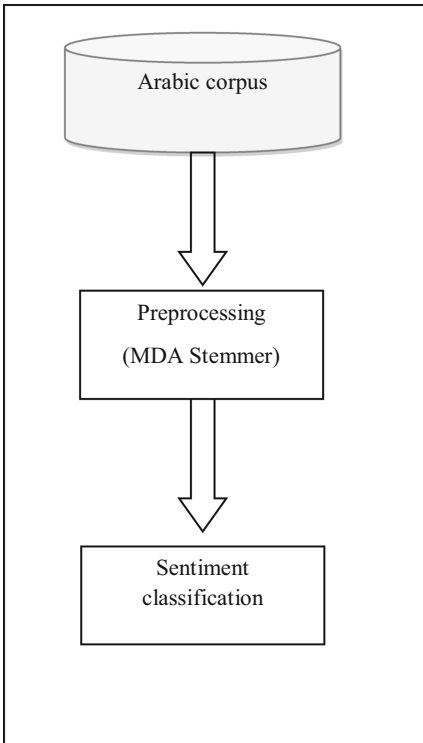 Arabic corpus
Preprocessing
(MDA Stemmer)
Sentiment
classification